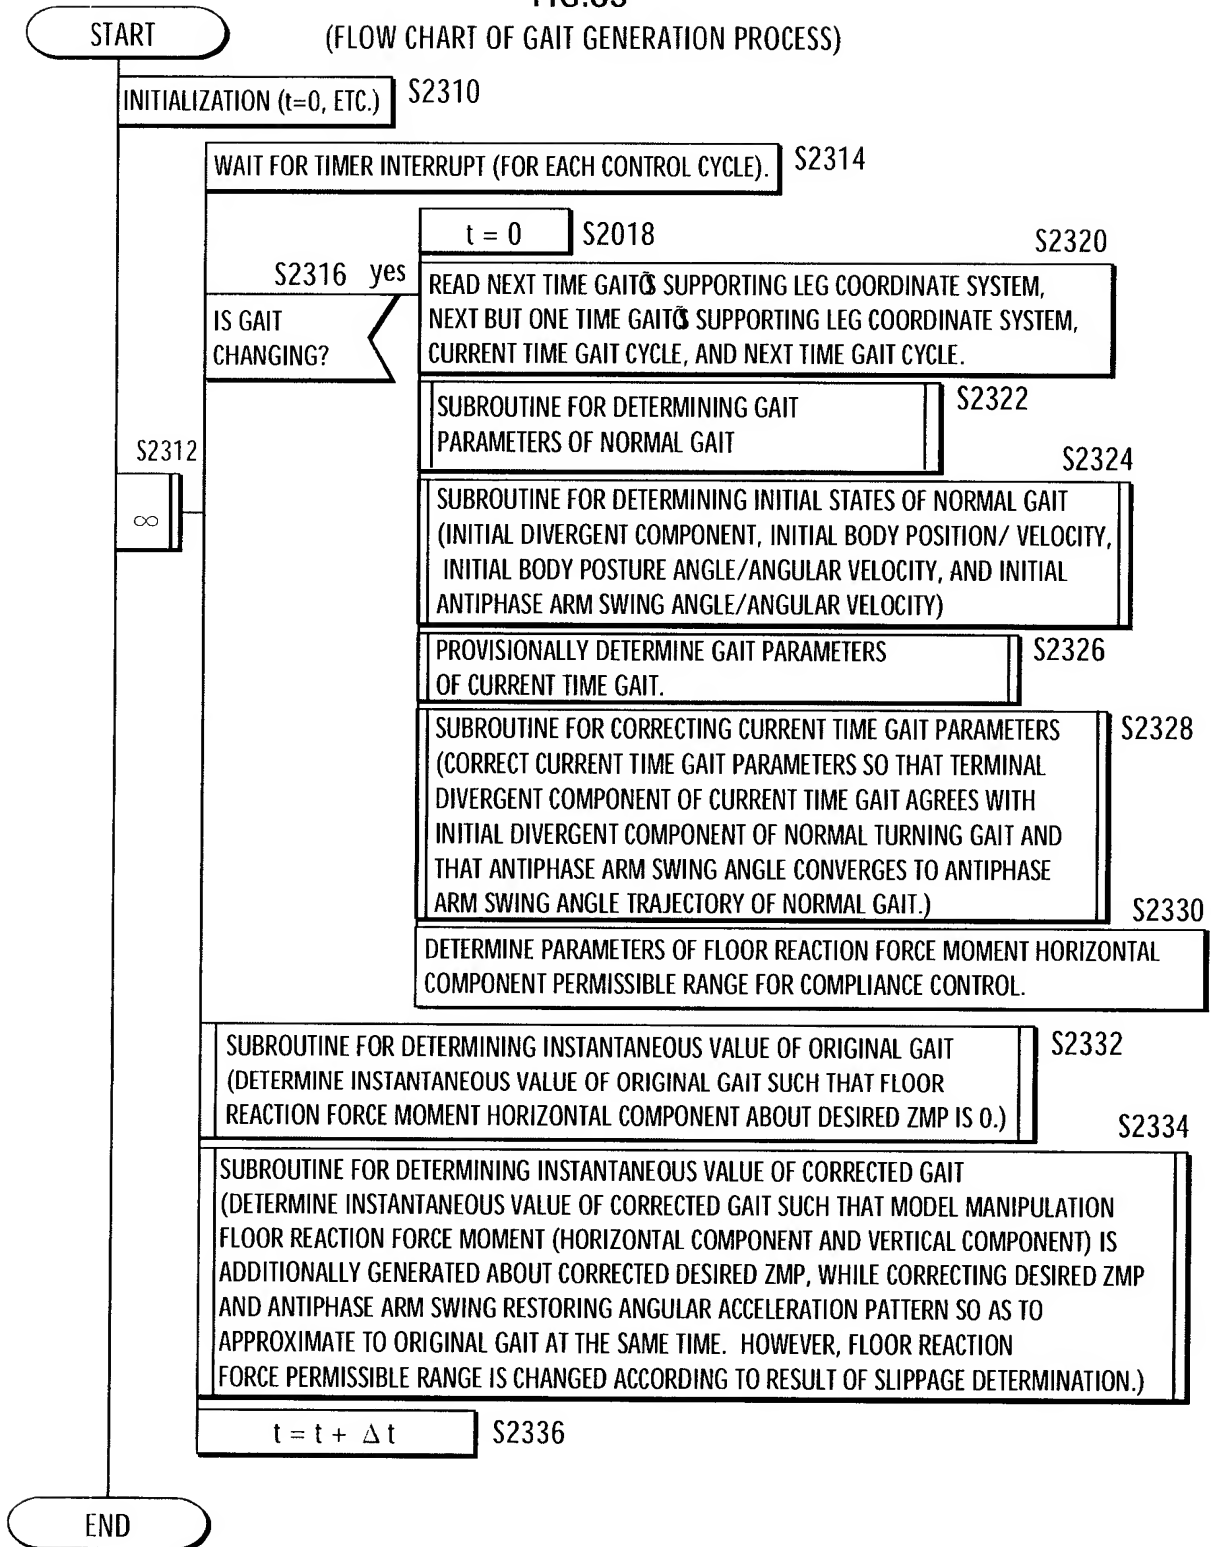 START
(FLOW CHART OF GAIT GENERATION PROCESS)
INITIALIZATION (t=0, ETC.)
S2310
WAIT FOR TIMER INTERRUPT (FOR EACH CONTROL CYCLE).
S2314
t = 0
S2018
S2320
S2316 yes
IS GAIT
CHANGING?
READ NEXT TIME GAITÕS SUPPORTING LEG COORDINATE SYSTEM,
NEXT BUT ONE TIME GAITÕS SUPPORTING LEG COORDINATE SYSTEM,
CURRENT TIME GAIT CYCLE, AND NEXT TIME GAIT CYCLE.
SUBROUTINE FOR DETERMINING GAIT
PARAMETERS OF NORMAL GAIT
S2322
S2312
∞
S2324
SUBROUTINE FOR DETERMINING INITIAL STATES OF NORMAL GAIT
(INITIAL DIVERGENT COMPONENT, INITIAL BODY POSITION/ VELOCITY,
INITIAL BODY POSTURE ANGLE/ANGULAR VELOCITY, AND INITIAL
ANTIPHASE ARM SWING ANGLE/ANGULAR VELOCITY)
PROVISIONALLY DETERMINE GAIT PARAMETERS
OF CURRENT TIME GAIT.
S2326
SUBROUTINE FOR CORRECTING CURRENT TIME GAIT PARAMETERS
(CORRECT CURRENT TIME GAIT PARAMETERS SO THAT TERMINAL
DIVERGENT COMPONENT OF CURRENT TIME GAIT AGREES WITH
INITIAL DIVERGENT COMPONENT OF NORMAL TURNING GAIT AND
THAT ANTIPHASE ARM SWING ANGLE CONVERGES TO ANTIPHASE
ARM SWING ANGLE TRAJECTORY OF NORMAL GAIT.)
S2328
S2330
DETERMINE PARAMETERS OF FLOOR REACTION FORCE MOMENT HORIZONTAL
COMPONENT PERMISSIBLE RANGE FOR COMPLIANCE CONTROL.
SUBROUTINE FOR DETERMINING INSTANTANEOUS VALUE OF ORIGINAL GAIT
(DETERMINE INSTANTANEOUS VALUE OF ORIGINAL GAIT SUCH THAT FLOOR
REACTION FORCE MOMENT HORIZONTAL COMPONENT ABOUT DESIRED ZMP IS 0.)
S2332
S2334
SUBROUTINE FOR DETERMINING INSTANTANEOUS VALUE OF CORRECTED GAIT
(DETERMINE INSTANTANEOUS VALUE OF CORRECTED GAIT SUCH THAT MODEL MANIPULATION
FLOOR REACTION FORCE MOMENT (HORIZONTAL COMPONENT AND VERTICAL COMPONENT) IS
ADDITIONALLY GENERATED ABOUT CORRECTED DESIRED ZMP, WHILE CORRECTING DESIRED ZMP
AND ANTIPHASE ARM SWING RESTORING ANGULAR ACCELERATION PATTERN SO AS TO
APPROXIMATE TO ORIGINAL GAIT AT THE SAME TIME. HOWEVER, FLOOR REACTION
FORCE PERMISSIBLE RANGE IS CHANGED ACCORDING TO RESULT OF SLIPPAGE DETERMINATION.)
t = t + Δ t
S2336
END